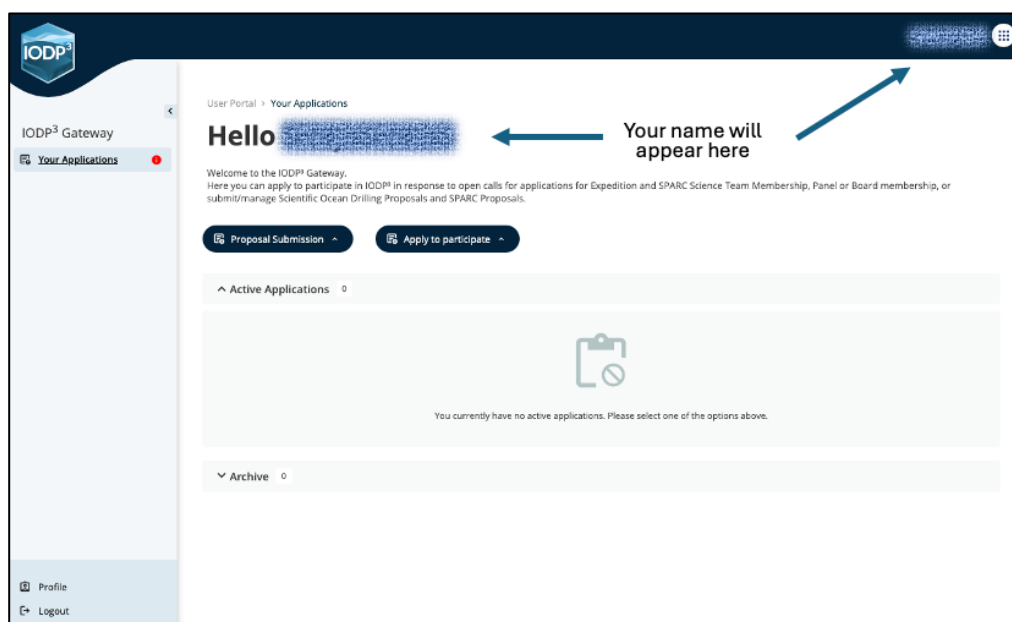 IODP³
User Portal > Your Applications
IODP³ Gateway
Your Applications
Hello
Your name will
appear here
Welcome to the IODP³ Gateway.
Here you can apply to participate in IODP³ in response to open calls for applications for Expedition and SPARC Science Team Membership, Panel or Board membership, or
submit/manage Scientific Ocean Drilling Proposals and SPARC Proposals.
Proposal Submission
Apply to participate
Active Applications 0
You currently have no active applications. Please select one of the options above.
Archive 0
Profile
Logout